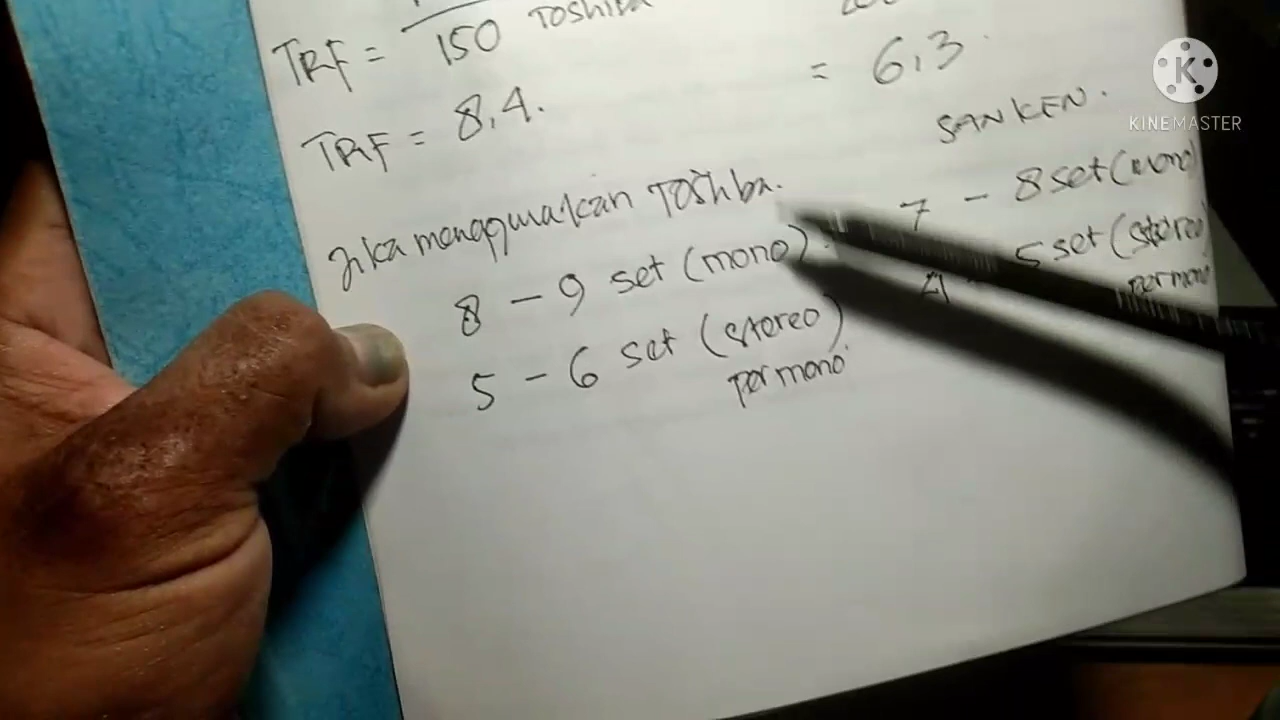 TRF = 150 TOSHIBA
TRF = 8,4.
Jika menggunakan Toshiba.
8 - 9 set (mono).
5 - 6 set (stereo)
per mono
= 6,3.
SANKEN.
7 - 8 set (mono)
4 - 5 set (stereo)
per mono
KINEMASTER